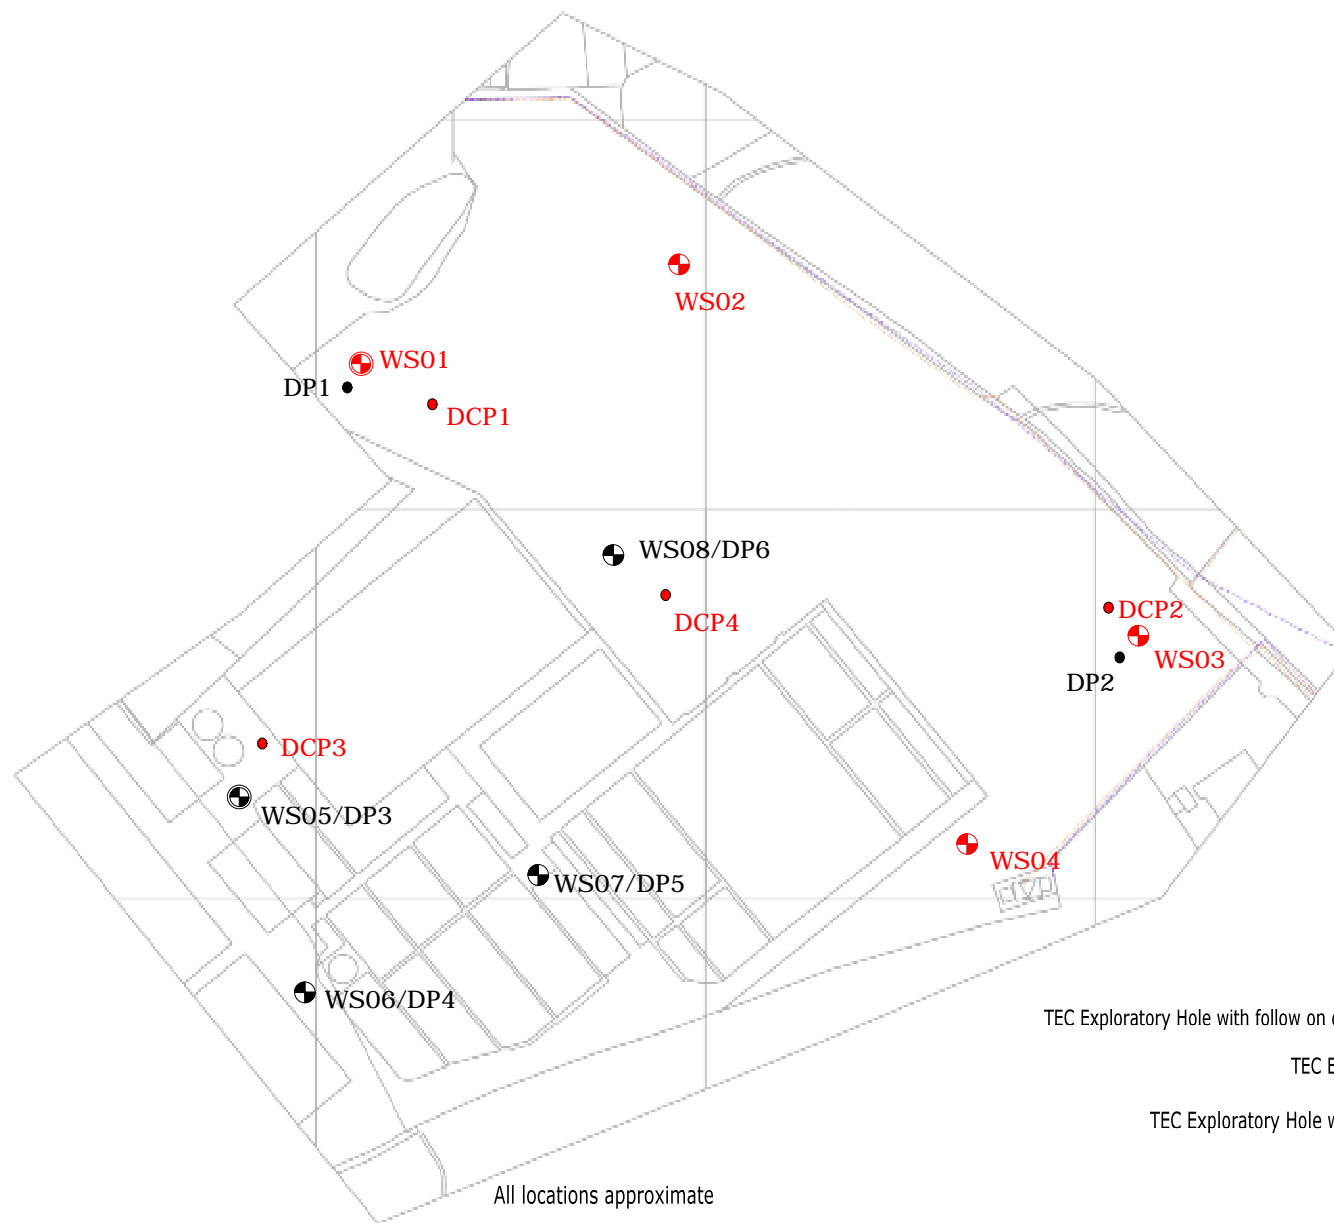 WS02
WS01
DP1
DCP1
WS08/DP6
DCP4
DCP2
WS03
DP2
DCP3
WS05/DP3
WS04
WS07/DP5
WS06/DP4
TEC Exploratory Hole with follow on
TEC
TEC Exploratory Hole
All locations approximate